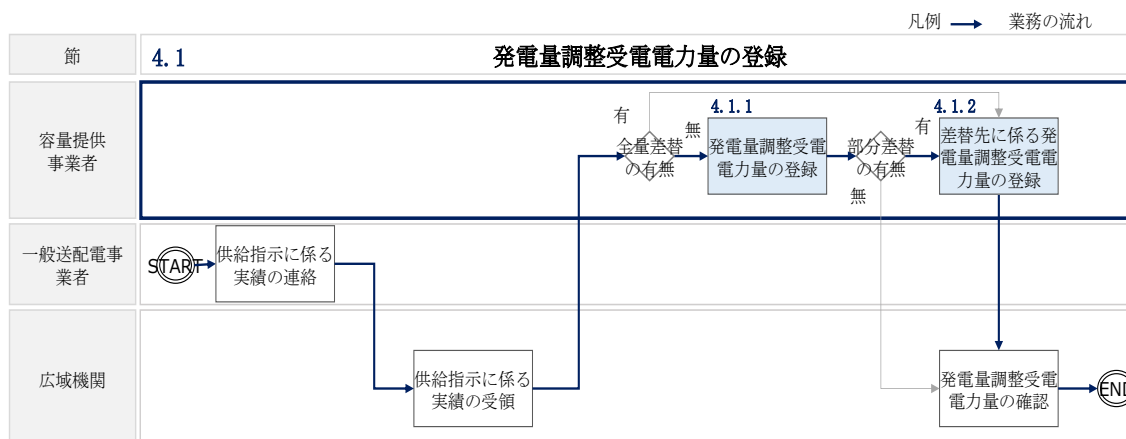 凡例 業務の流れ
節
4.1 発電量調整受電電力量の登録
容量提供
事業者
有
全量差替
の有無
無
4.1.1
発電量調整受電
電力量の登録
部分差替
の有無
有
無
4.1.2
差替先に係る発
電量調整受電電
力量の登録
一般送配電事
業者
START
供給指示に係る
実績の連絡
広域機関
供給指示に係る
実績の受領
発電量調整受電
電力量の確認
END